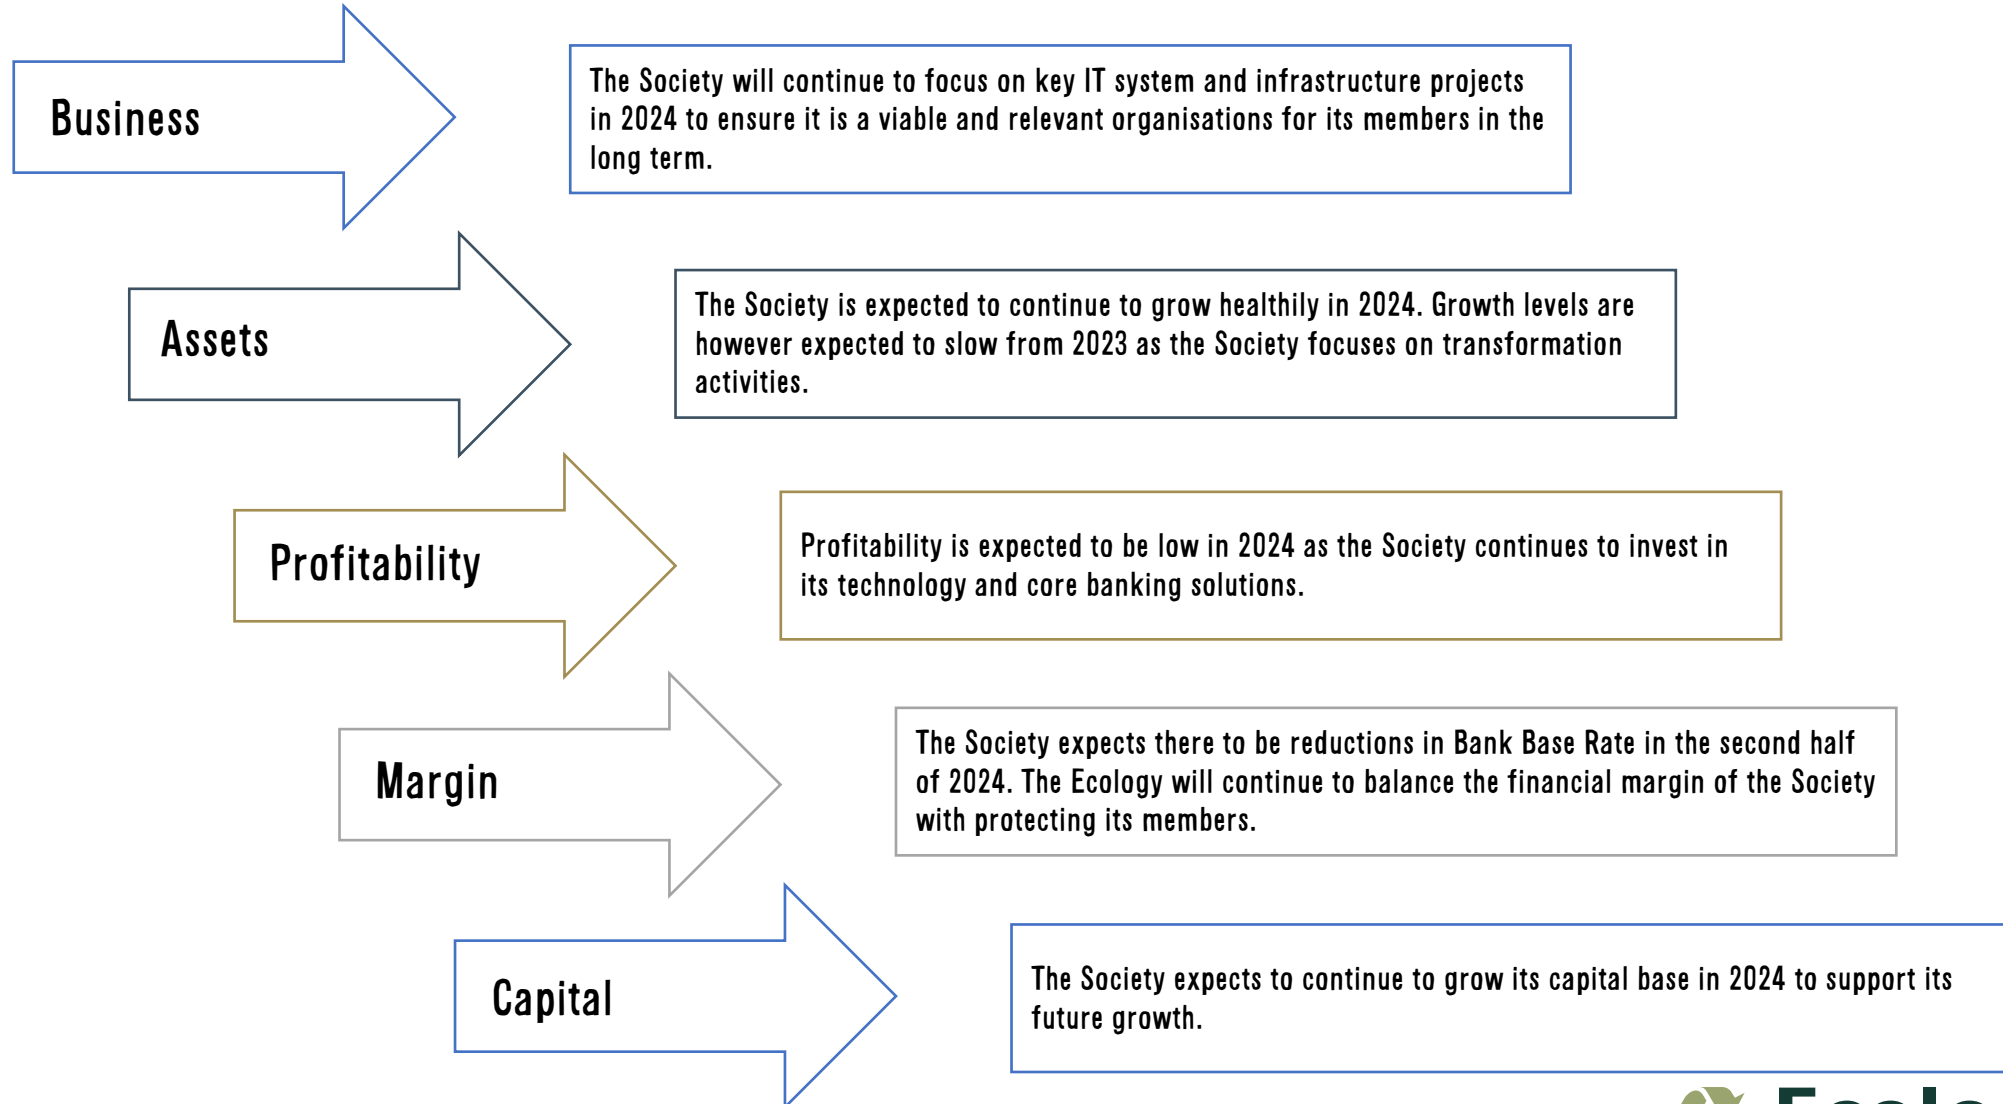 Business
The Society will continue to focus on key IT system and infrastructure projects
in 2024 to ensure it is a viable and relevant organisations for its members in the
long term.
Assets
The Society is expected to continue to grow healthily in 2024. Growth levels are
however expected to slow from 2023 as the Society focuses on transformation
activities.
Profitability
Profitability is expected to be low in 2024 as the Society continues to invest in
its technology and core banking solutions.
Margin
The Society expects there to be reductions in Bank Base Rate in the second half
of 2024. The Ecology will continue to balance the financial margin of the Society
with protecting its members.
Capital
The Society expects to continue to grow its capital base in 2024 to support its
future growth.